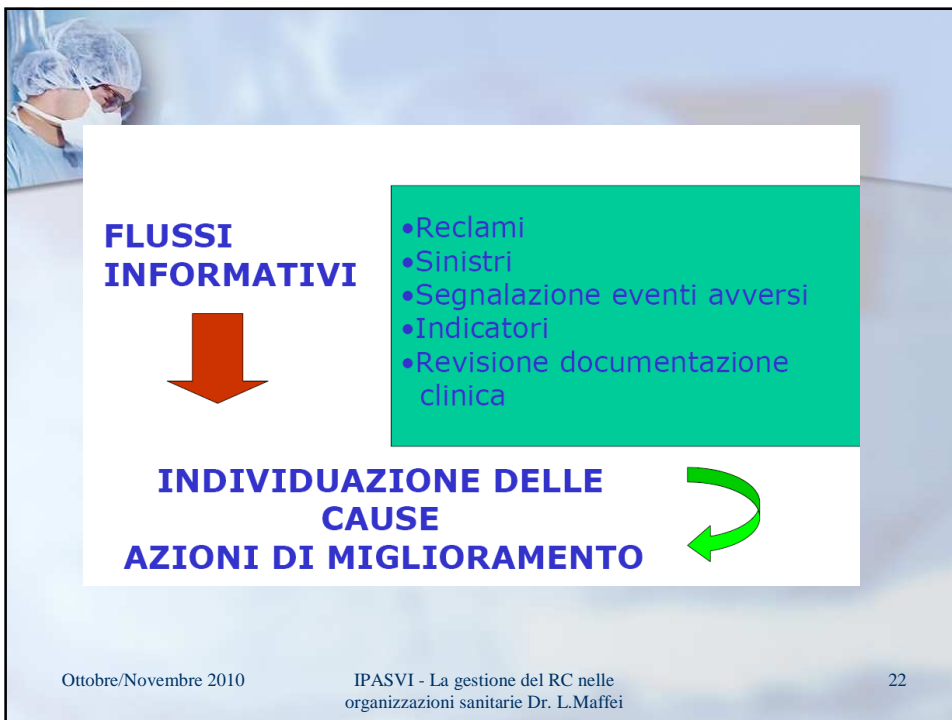 FLUSSI
INFORMATIVI
•Reclami
•Sinistri
•Segnalazione eventi avversi
•Indicatori
•Revisione documentazione
clinica
INDIVIDUAZIONE DELLE
CAUSE
AZIONI DI MIGLIORAMENTO
Ottobre/Novembre 2010
IPASVI - La gestione del RC nelle
organizzazioni sanitarie Dr. L.Maffei
22